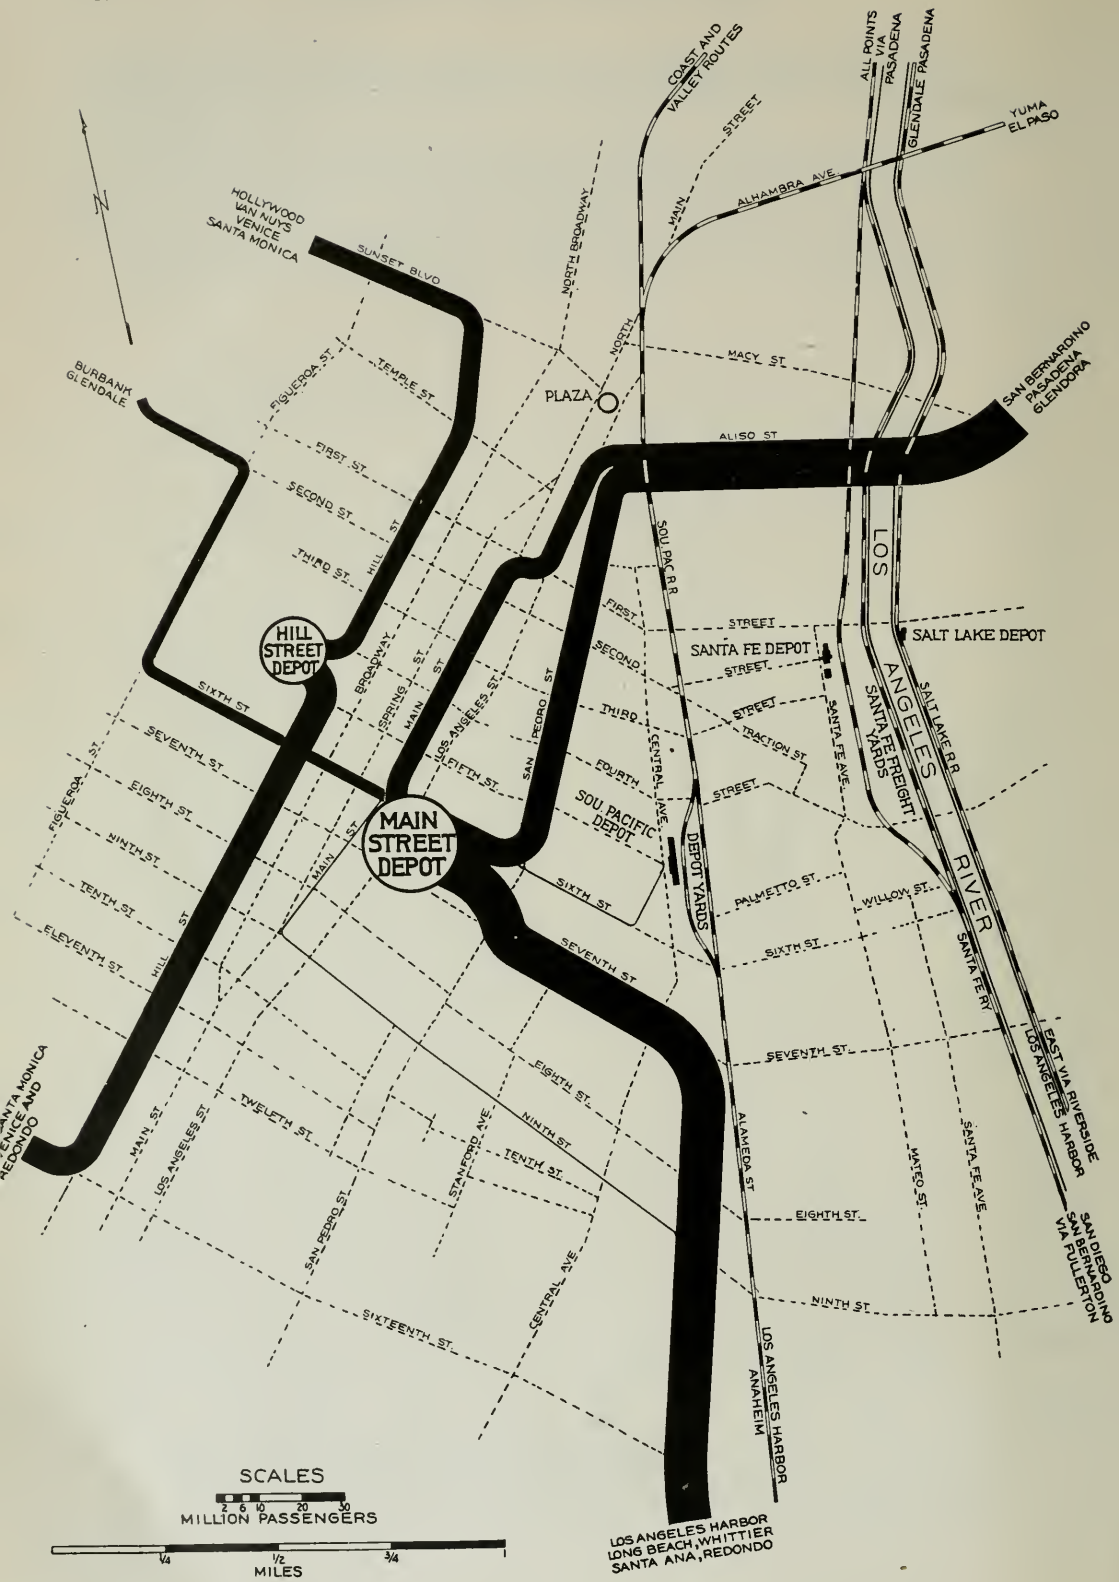 COAST AND
VALLEY ROUTES
ALL POINTS
VIA
PASADENA
GLENDALE PASADENA
YUMA
EL PASO
MAIN STREET
ALHAMBRA AVE.
NORTH BROADWAY
N
HOLLYWOOD
VAN NUYS
VENICE
SANTA MONICA
SUNSET BLVD
BURBANK
GLENDALE
FIGUEROA ST
TEMPLE ST
NORTH
MACY ST
PLAZA
SAN BERNARDINO
PASADENA
GLENDORA
ALISO ST
FIRST ST
SECOND ST
THIRD ST
HILL ST
SOU. PAC. R.R
LOS ANGELES RIVER
HILL
STREET
DEPOT
BROADWAY
SPRING ST
MAIN ST
LOS ANGELES ST
SAN PEDRO ST
FIRST STREET
SECOND STREET
THIRD STREET
FOURTH STREET
SANTA FE DEPOT
SALT LAKE DEPOT
TRACTION ST
SANTA FE AVE
SANTA FE FREIGHT
YARDS
SALT LAKE R.R
CENTRAL AVE
FIFTH ST
SIXTH ST
SEVENTH ST
EIGHTH ST
NINTH ST
TENTH ST
ELEVENTH ST
FIGUEROA ST
HILL ST
MAIN ST
MAIN
STREET
DEPOT
SOU. PACIFIC
DEPOT
DEPOT YARDS
SIXTH ST
PALMETTO ST.
WILLOW ST.
SIXTH ST
SANTA FE RY
SEVENTH ST
SEVENTH ST.
EIGHTH ST
NINTH ST
TENTH ST
TWELFTH ST
MAIN ST
LOS ANGELES ST
SAN PEDRO ST
STANFORD AVE.
CENTRAL AVE.
ALAMEDA ST
EIGHTH ST.
NINTH ST
MATEO ST.
SANTA FE AVE.
SIXTEENTH ST.
SANTA MONICA
VENICE AND
REDONDO
EAST VIA RIVERSIDE
LOS ANGELES HARBOR
SAN DIEGO
SAN BERNARDINO
VIA FULLERTON
LOS ANGELES HARBOR
ANAHEIM
LOS ANGELES HARBOR
LONG BEACH, WHITTIER
SANTA ANA, REDONDO
SCALES
2 6 10 20 30
MILLION PASSENGERS
1/4 1/2 3/4 1
MILES